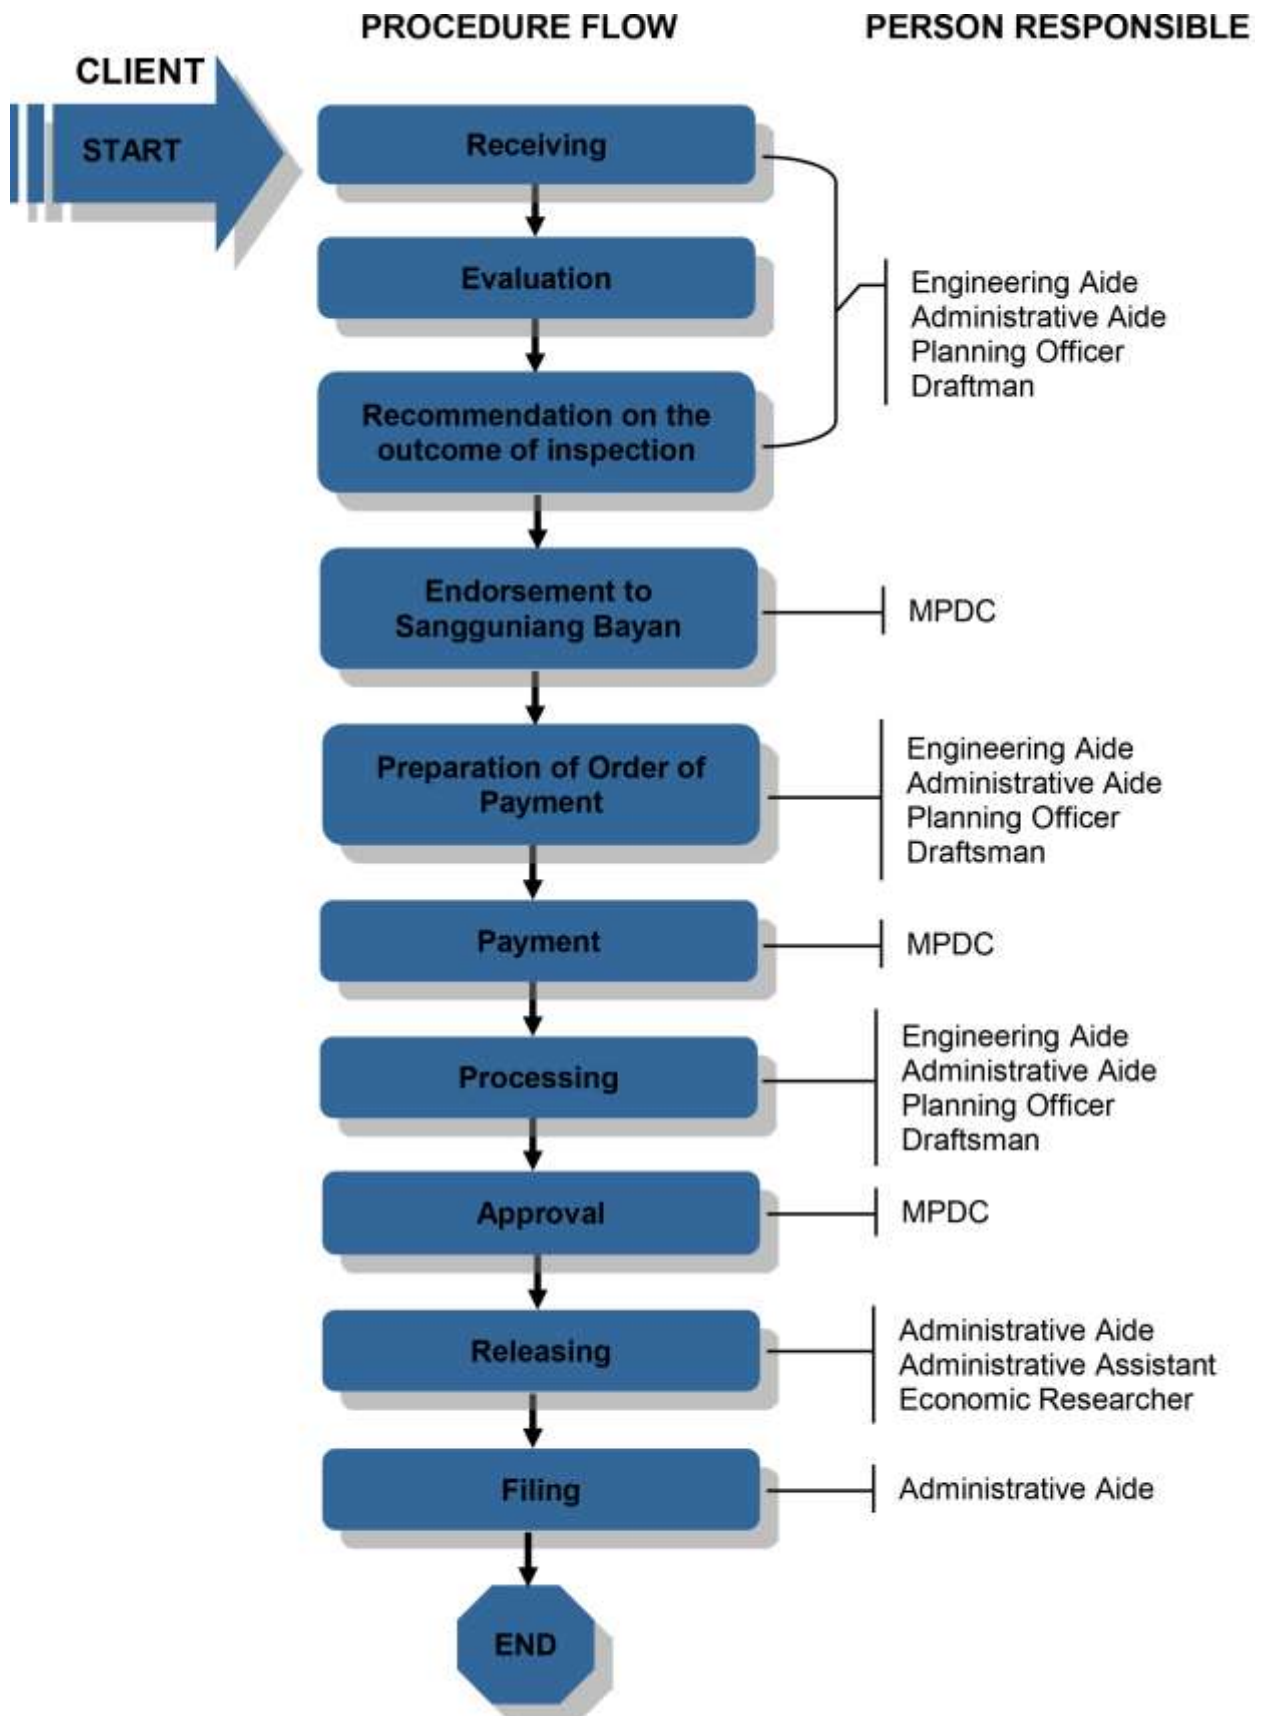 PROCEDURE FLOW
PERSON RESPONSIBLE
CLIENT
START
Receiving
Evaluation
Recommendation on the
outcome of inspection
Engineering Aide
Administrative Aide
Planning Officer
Draftman
Endorsement to
Sangguniang Bayan
MPDC
Preparation of Order of
Payment
Engineering Aide
Administrative Aide
Planning Officer
Draftsman
Payment
MPDC
Processing
Engineering Aide
Administrative Aide
Planning Officer
Draftsman
Approval
MPDC
Releasing
Administrative Aide
Administrative Assistant
Economic Researcher
Filing
Administrative Aide
END